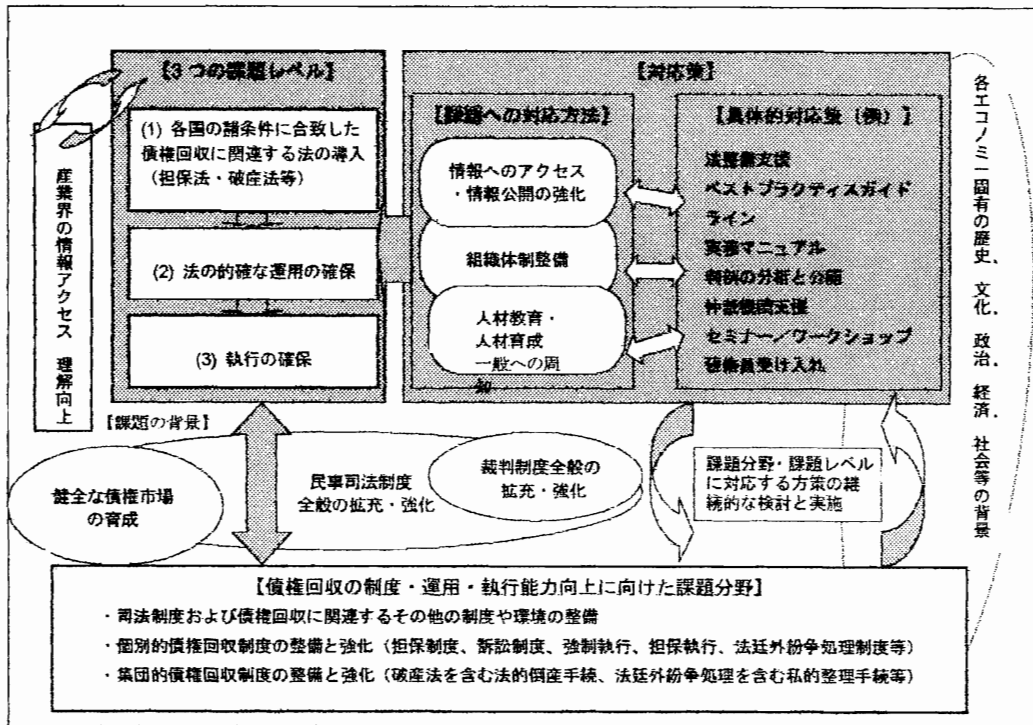 【3つの課題レベル】
(1) 各国の諸条件に合致した
債権回収に関連する法の導入
(担保法・破産法等)
(2) 法の的確な運用の確保
(3) 執行の確保
産業界の情報アクセス 理解向上
【対応策】
【課題への対応方法】
情報へのアクセス
・情報公開の強化
組織体制整備
人材教育・
人材育成
一般への周
知
【具体的対応策(例)】
法整備支援
ベストプラクティスガイド
ライン
実務マニュアル
判例の分析と公開
仲裁機関支援
セミナー/ワークショップ
研修員受け入れ
各エコノミー固有の歴史、文化、政治、経済、社会等の背景
【課題の背景】
健全な債権市場
の育成
民事司法制度
全般の拡充・強化
裁判制度全般の
拡充・強化
課題分野・課題レベル
に対応する方策の継
続的な検討と実施
【債権回収の制度・運用・執行能力向上に向けた課題分野】
・司法制度および債権回収に関連するその他の制度や環境の整備
・個別的債権回収制度の整備と強化(担保制度、訴訟制度、強制執行、担保執行、法廷外紛争処理制度等)
・集団的債権回収制度の整備と強化(破産法を含む法的倒産手続、法廷外紛争処理を含む私的整理手続等)